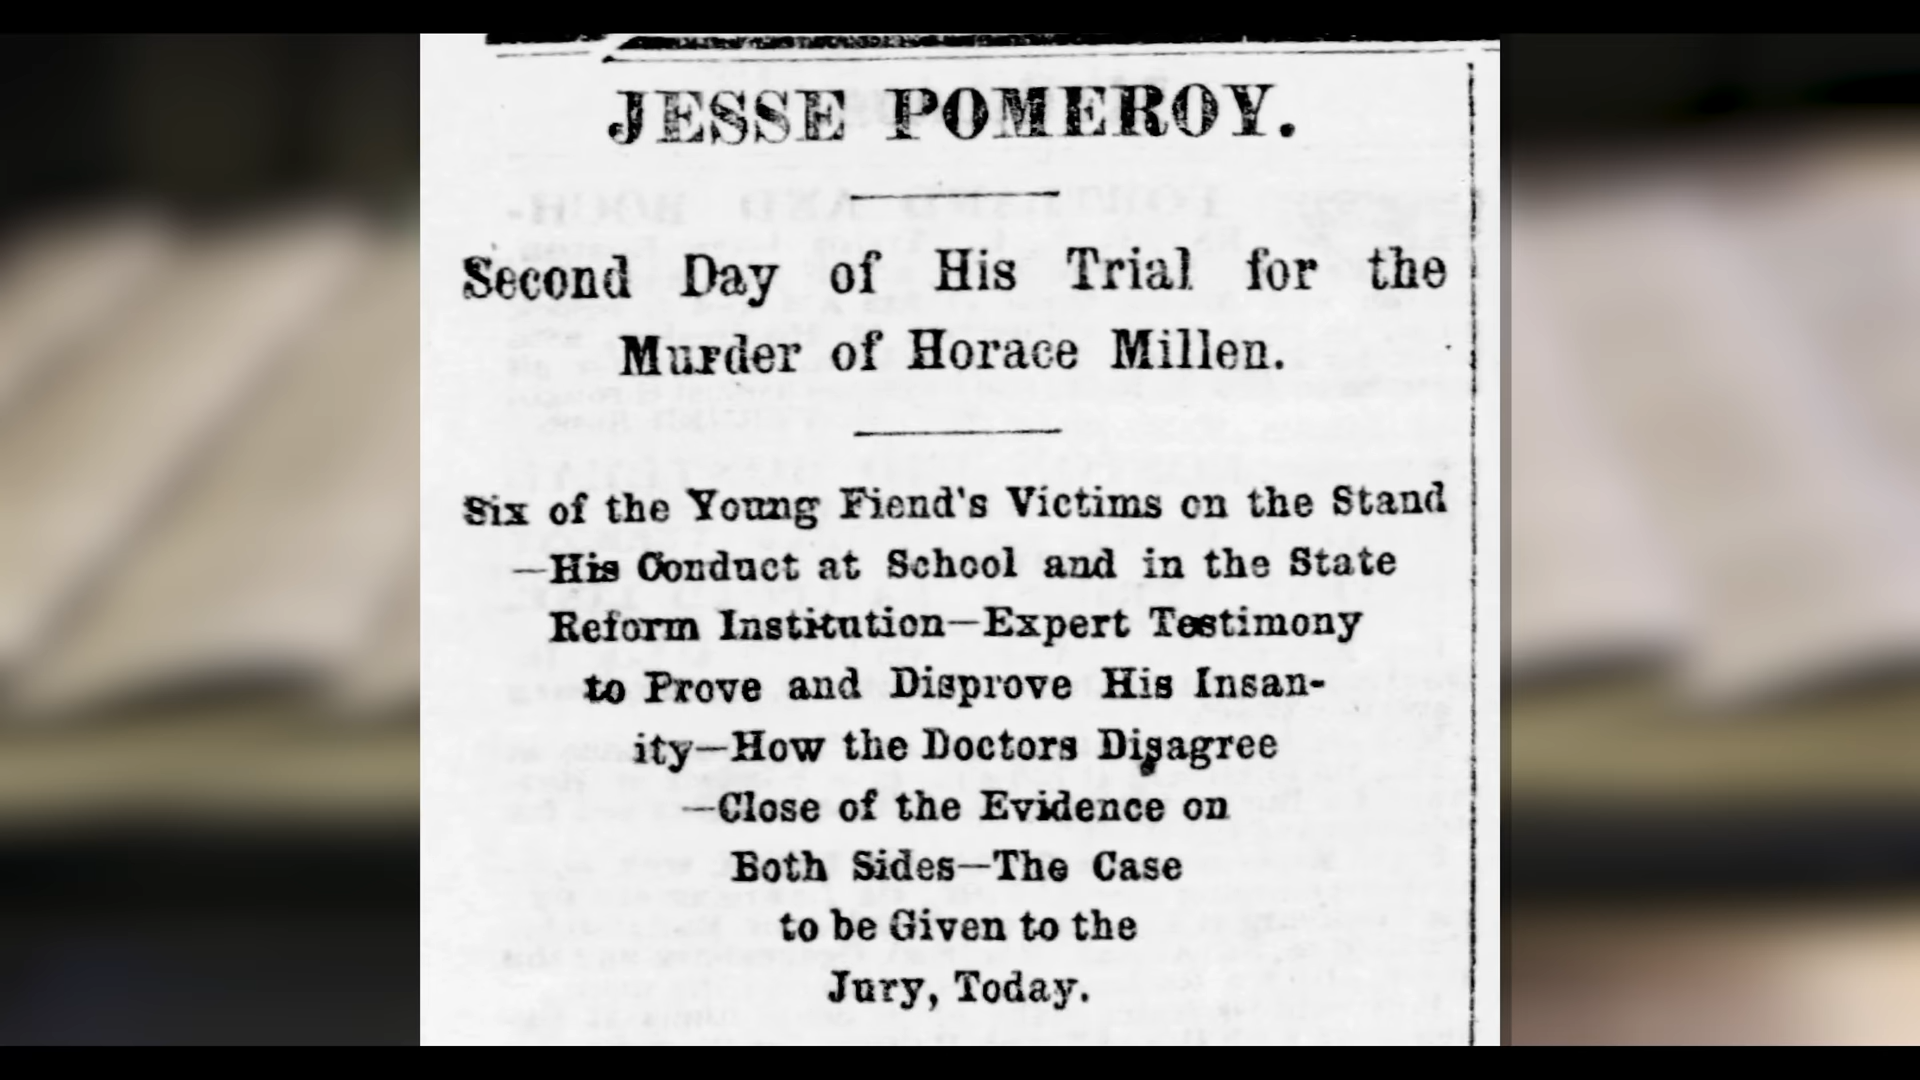 JESSE POMEROY.
Second Day of His Trial for the
Murder of Horace Millen.
Six of the Young Fiend's Victims on the Stand
—His Conduct at School and in the State
Reform Institution—Expert Testimony
to Prove and Disprove His Insan-
ity—How the Doctors Disagree
—Close of the Evidence on
Both Sides—The Case
to be Given to the
Jury, Today.